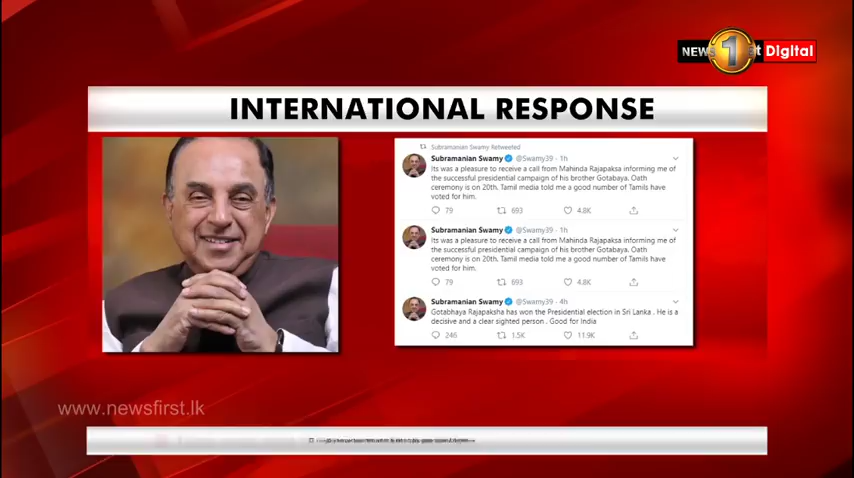 NEWS 1st Digital
INTERNATIONAL RESPONSE
Subramanian Swamy Retweeted
Subramanian Swamy @Swamy39 · 1h
Its was a pleasure to receive a call from Mahinda Rajapaksa informing me of
the successful presidential campaign of his brother Gotabaya. Oath
ceremony is on 20th. Tamil media told me a good number of Tamils have
voted for him.
79 693 4.8K
Subramanian Swamy @Swamy39 · 1h
Its was a pleasure to receive a call from Mahinda Rajapaksa informing me of
the successful presidential campaign of his brother Gotabaya. Oath
ceremony is on 20th. Tamil media told me a good number of Tamils have
voted for him.
79 693 4.8K
Subramanian Swamy @Swamy39 · 4h
Gotabhaya Rajapaksha has won the Presidential election in Sri Lanka . He is a
decisive and a clear sighted person . Good for India
246 1.5K 11.9K
www.newsfirst.lk